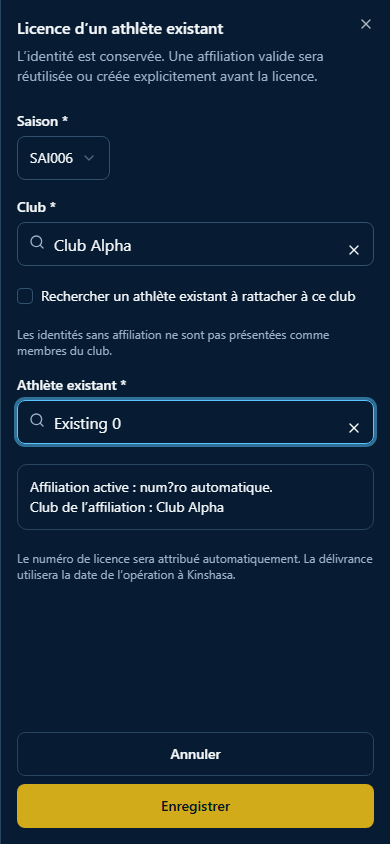 Licence d’un athlète existant
L’identité est conservée. Une affiliation valide sera
réutilisée ou créée explicitement avant la licence.
Saison *
SAI006
Club *
Club Alpha
Rechercher un athlète existant à rattacher à ce club
Les identités sans affiliation ne sont pas présentées comme
membres du club.
Athlète existant *
Existing 0
Affiliation active : num?ro automatique.
Club de l’affiliation : Club Alpha
Le numéro de licence sera attribué automatiquement. La délivrance
utilisera la date de l’opération à Kinshasa.
Annuler
Enregistrer